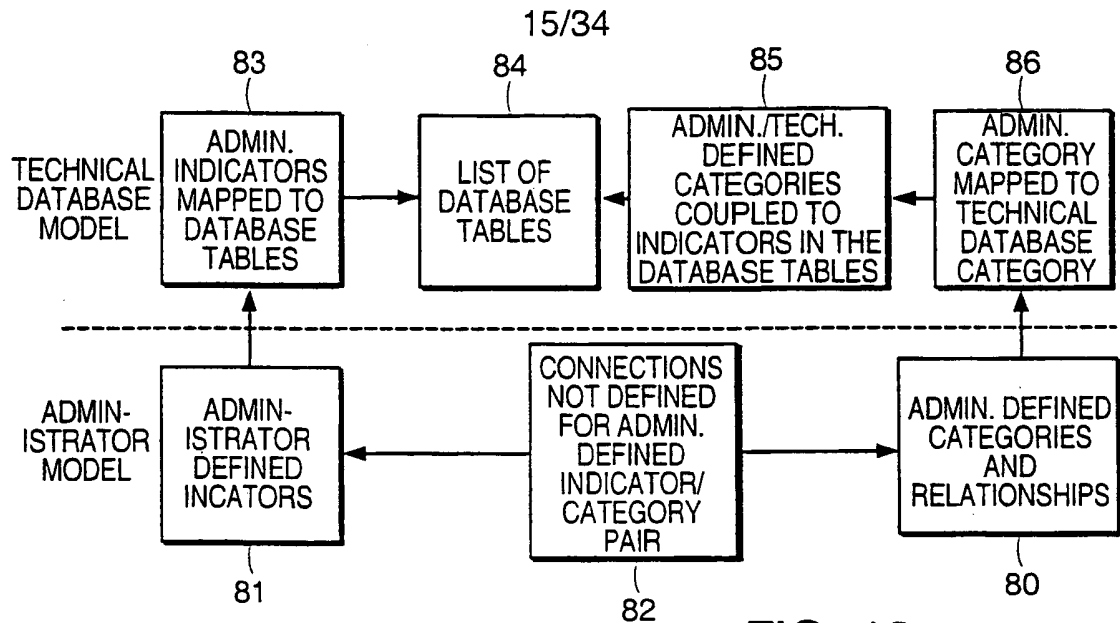 15/34
83
84
85
86
TECHNICAL
DATABASE
MODEL
ADMIN.
INDICATORS
MAPPED TO
DATABASE
TABLES
LIST OF
DATABASE
TABLES
ADMIN./TECH.
DEFINED
CATEGORIES
COUPLED TO
INDICATORS IN THE
DATABASE TABLES
ADMIN.
CATEGORY
MAPPED TO
TECHNICAL
DATABASE
CATEGORY
ADMIN-
ISTRATOR
MODEL
ADMIN-
ISTRATOR
DEFINED
INCATORS
CONNECTIONS
NOT DEFINED
FOR ADMIN.
DEFINED
INDICATOR/
CATEGORY
PAIR
ADMIN. DEFINED
CATEGORIES
AND
RELATIONSHIPS
81
82
80